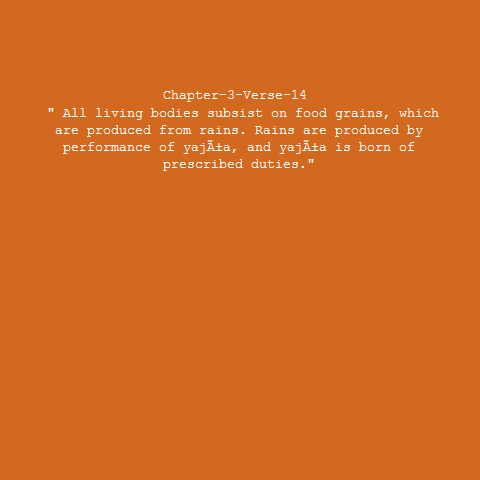 Chapter-3-Verse-14
" All living bodies subsist on food grains, which
are produced from rains. Rains are produced by
performance of yajÃ±a, and yajÃ±a is born of
prescribed duties."